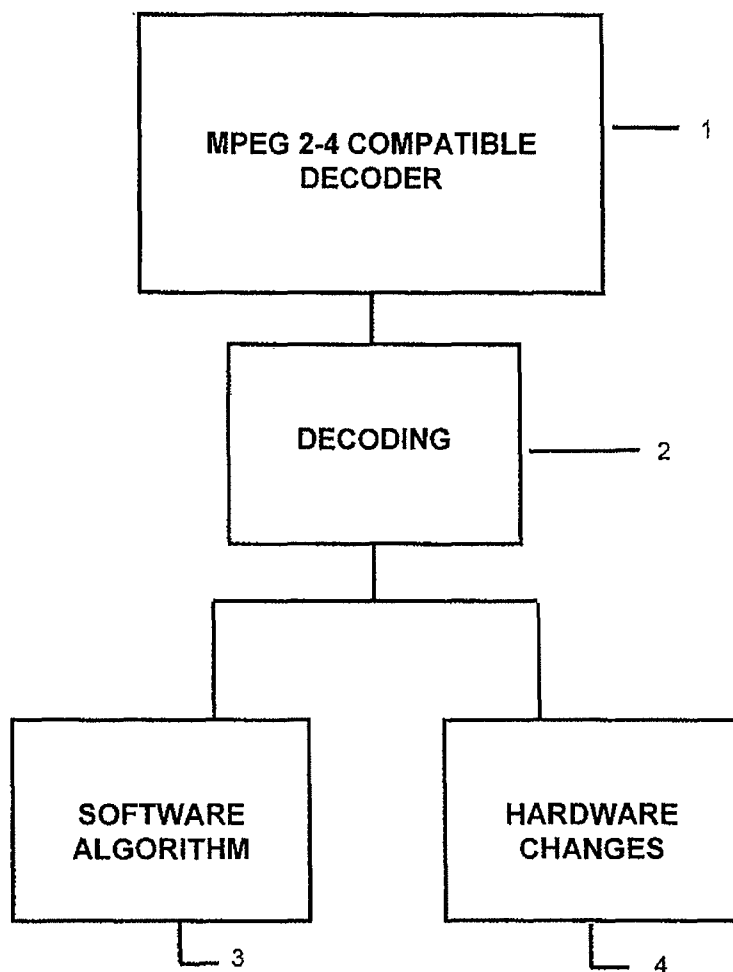 MPEG 2-4 COMPATIBLE
DECODER
1
DECODING
2
SOFTWARE
ALGORITHM
HARDWARE
CHANGES
3
4